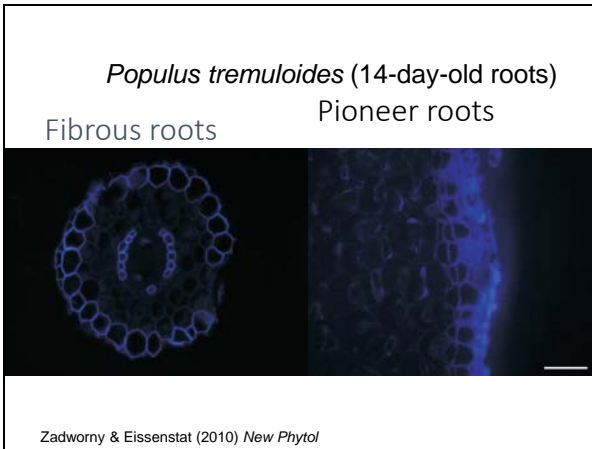 Populus tremuloides (14-day-old roots)
Fibrous roots
Pioneer roots
Zadworny & Eissenstat (2010) New Phytol